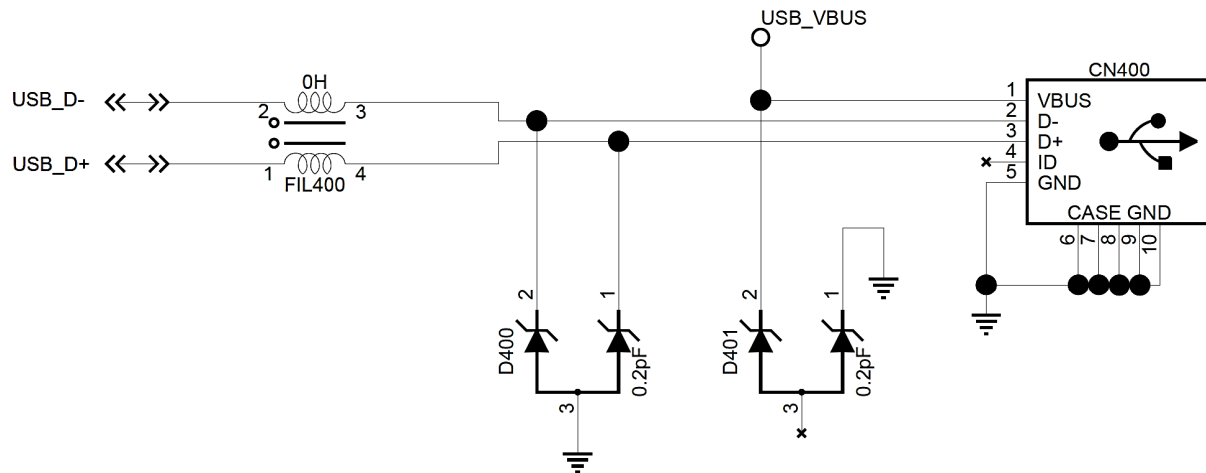 USB_VBUS
CN400
USB_D-
0H
2
3
1
VBUS
2
D-
3
D+
4
ID
5
GND
USB_D+
1
4
FIL400
CASE GND
6
7
8
9
10
2
1
2
1
D400
0.2pF
D401
0.2pF
3
3